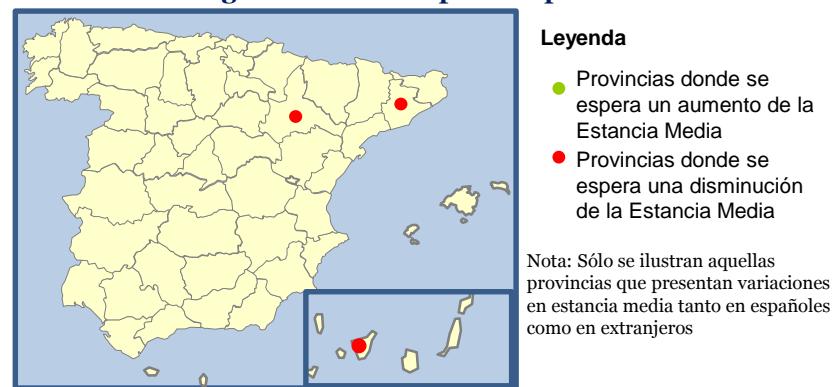 Leyenda
Provincias donde se
espera un aumento de la
Estancia Media
Provincias donde se
espera una disminución
de la Estancia Media
Nota: Sólo se ilustran aquellas
provincias que presentan variaciones
en estancia media tanto en españoles
como en extranjeros